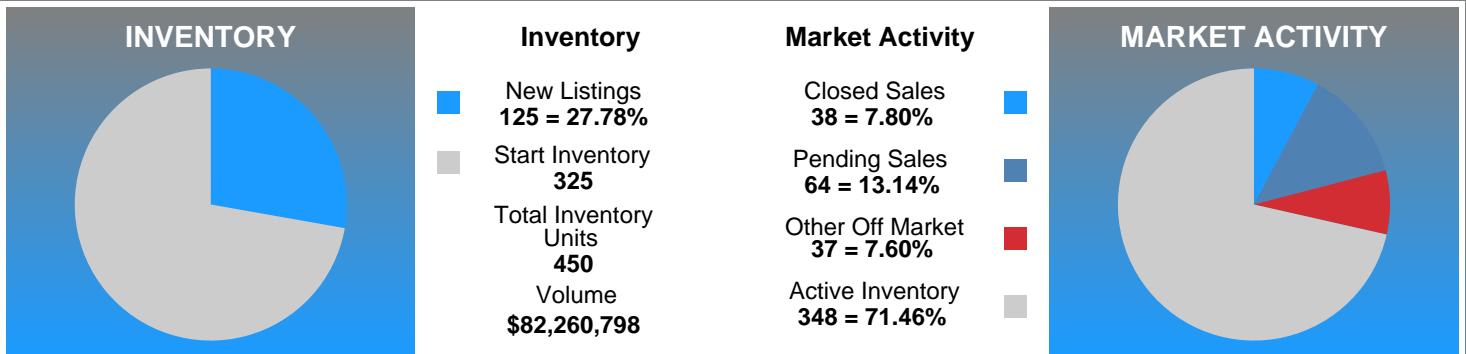 INVENTORY
Inventory
New Listings
125 = 27.78%
Start Inventory
325
Total Inventory
Units
450
Volume
$82,260,798
Market Activity
Closed Sales
38 = 7.80%
Pending Sales
64 = 13.14%
Other Off Market
37 = 7.60%
Active Inventory
348 = 71.46%
MARKET ACTIVITY